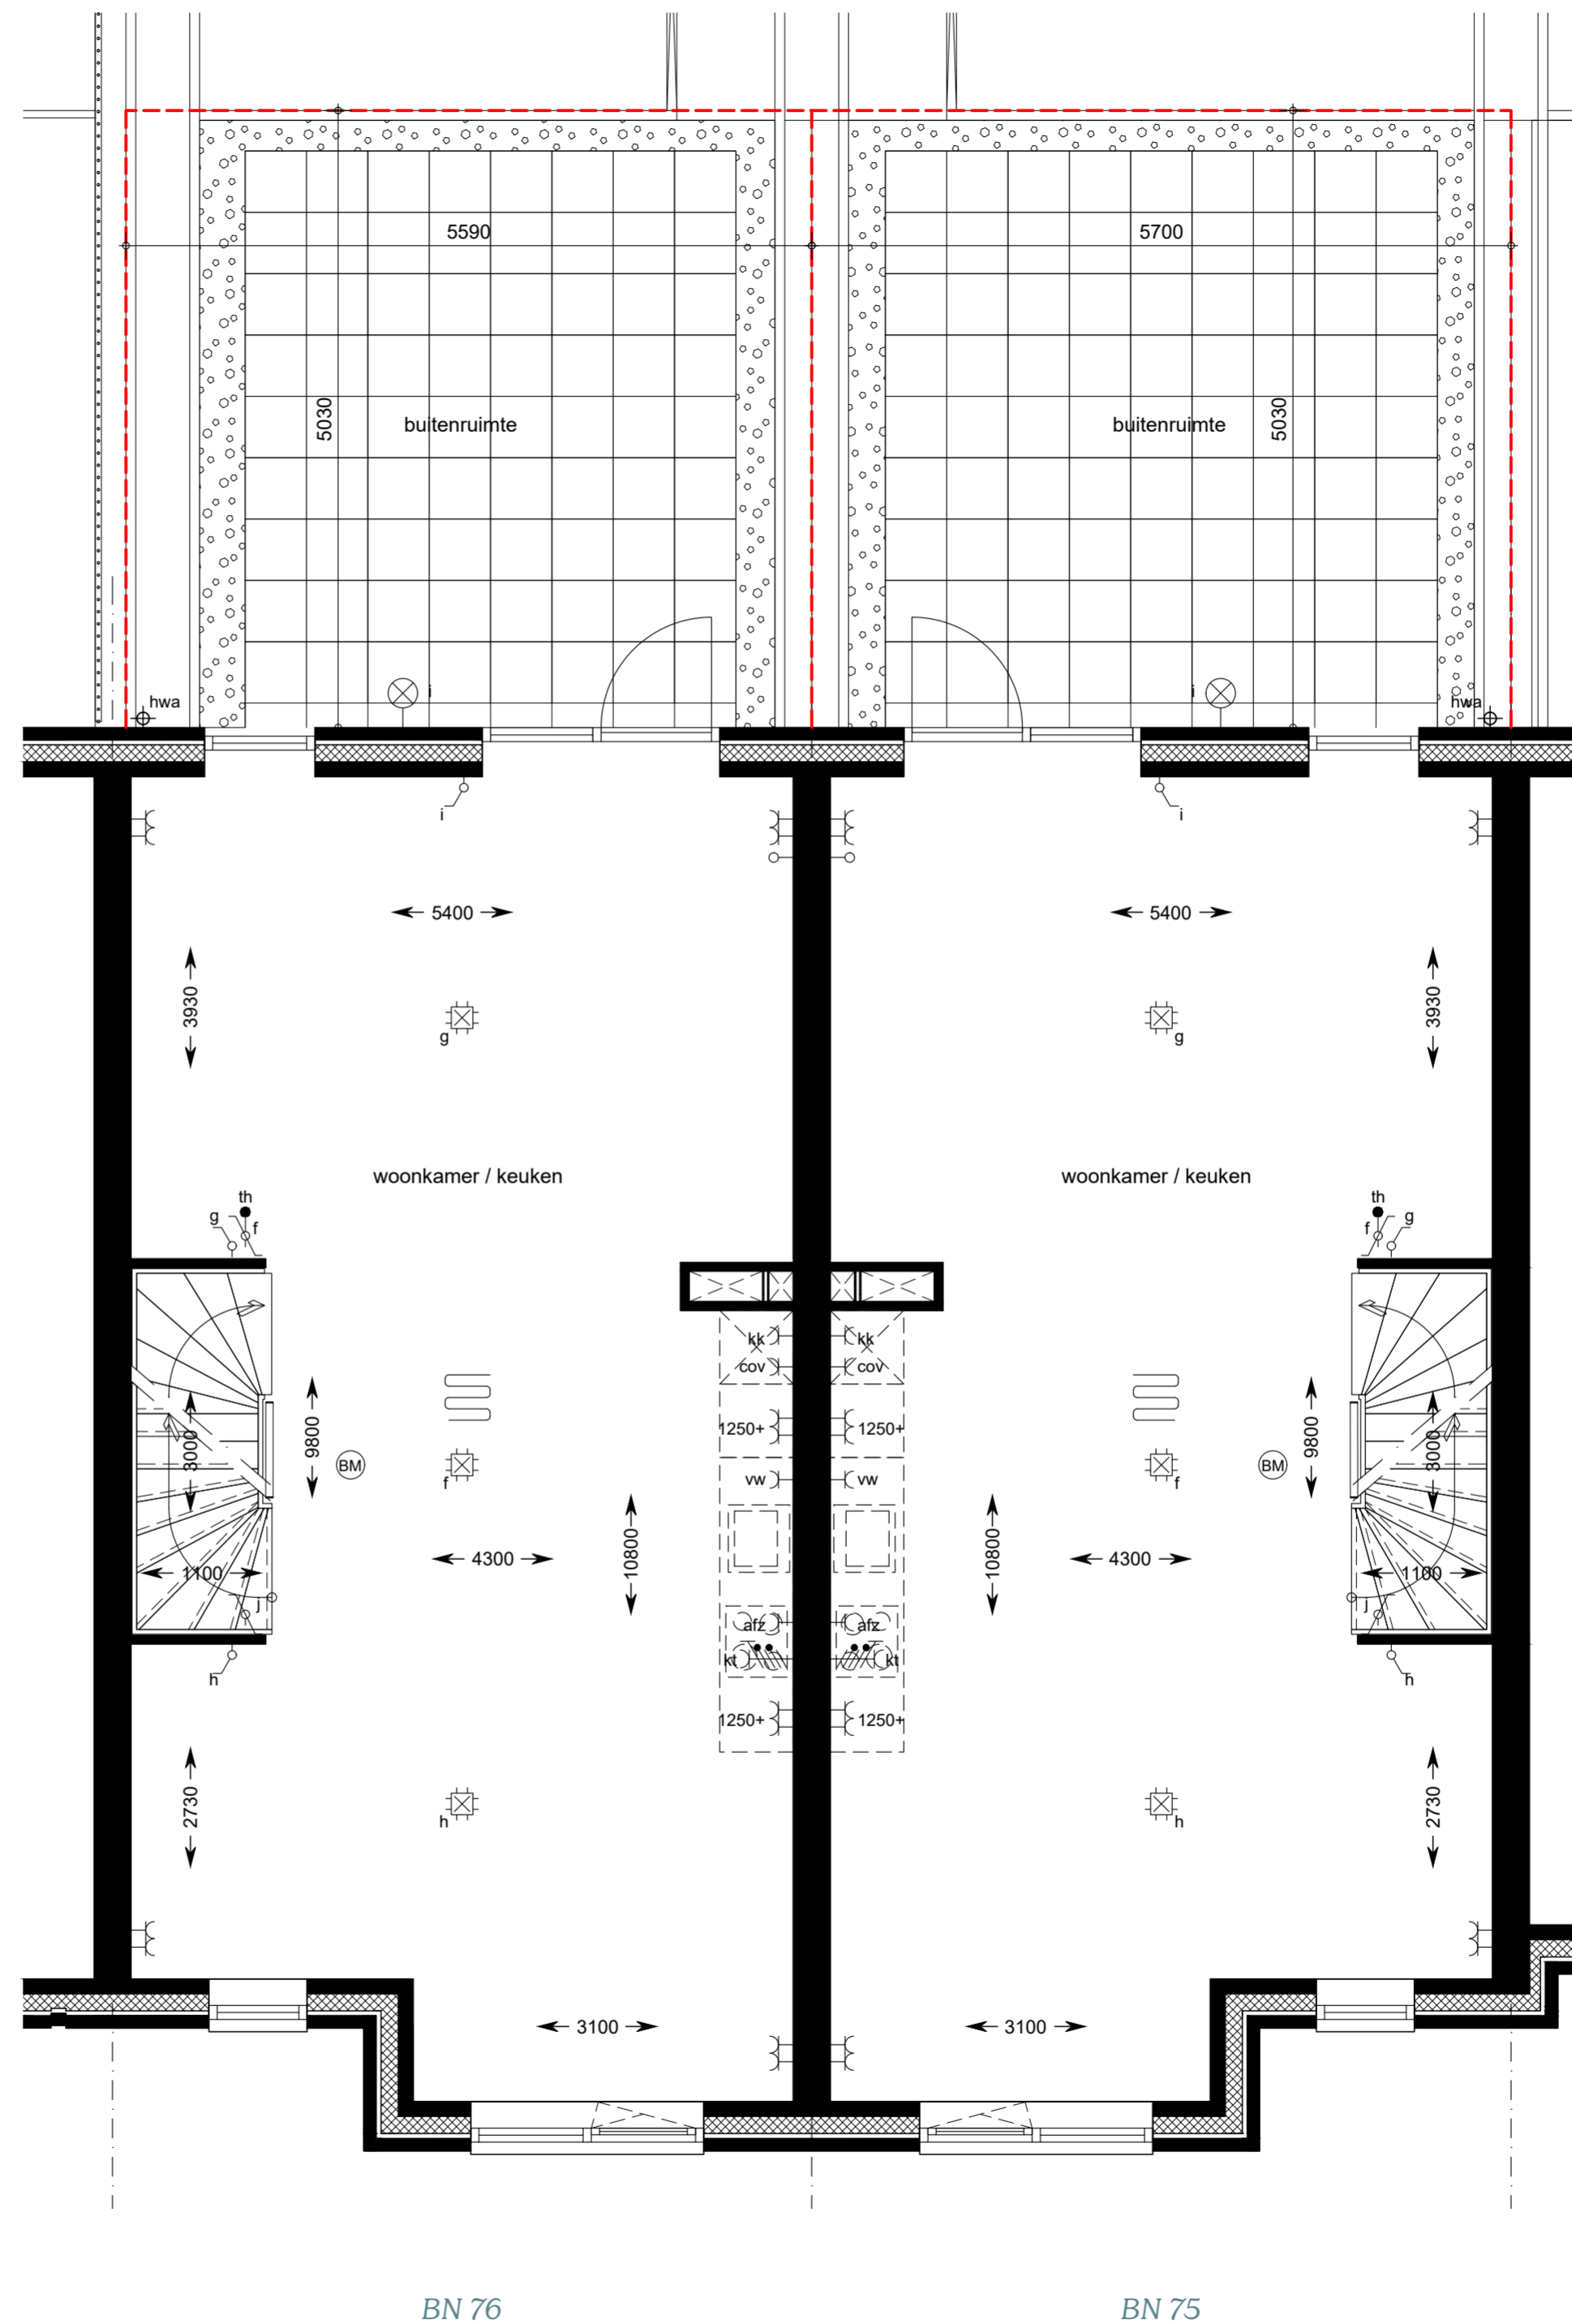 5590 5700
5030 buitenruimte buitenruimte 5030
i i
hwa hwa
i i
5400 5400
3930 3930
g g
woonkamer / keuken woonkamer / keuken
th th
g f f g
kk kk
cov cov
1250+ 1250+
3000 9800 BM f vw vw f BM 9800 3000
1100 4300 10800 10800 4300 1100
j j
afz afz
kt kt
h h
1250+ 1250+
2730 h h 2730
3100 3100
BN 76 BN 75